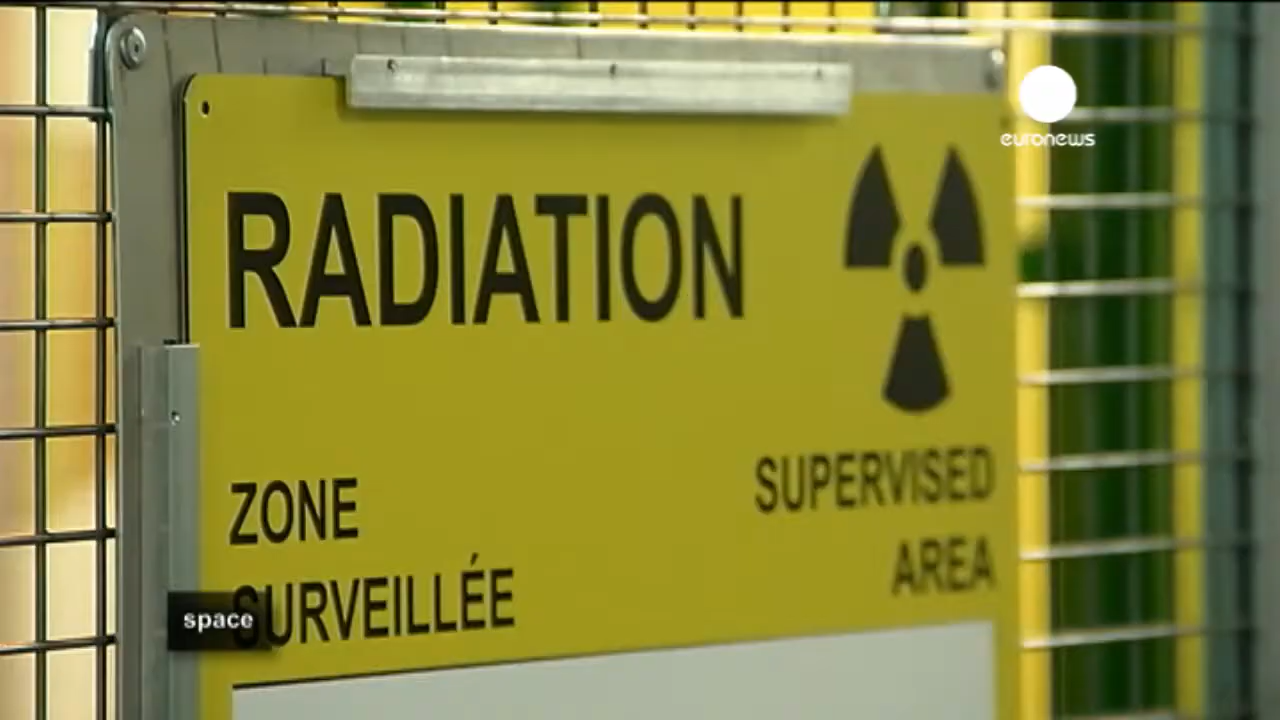 euronews
RADIATION
SUPERVISED
AREA
ZONE
SURVEILLÉE
space